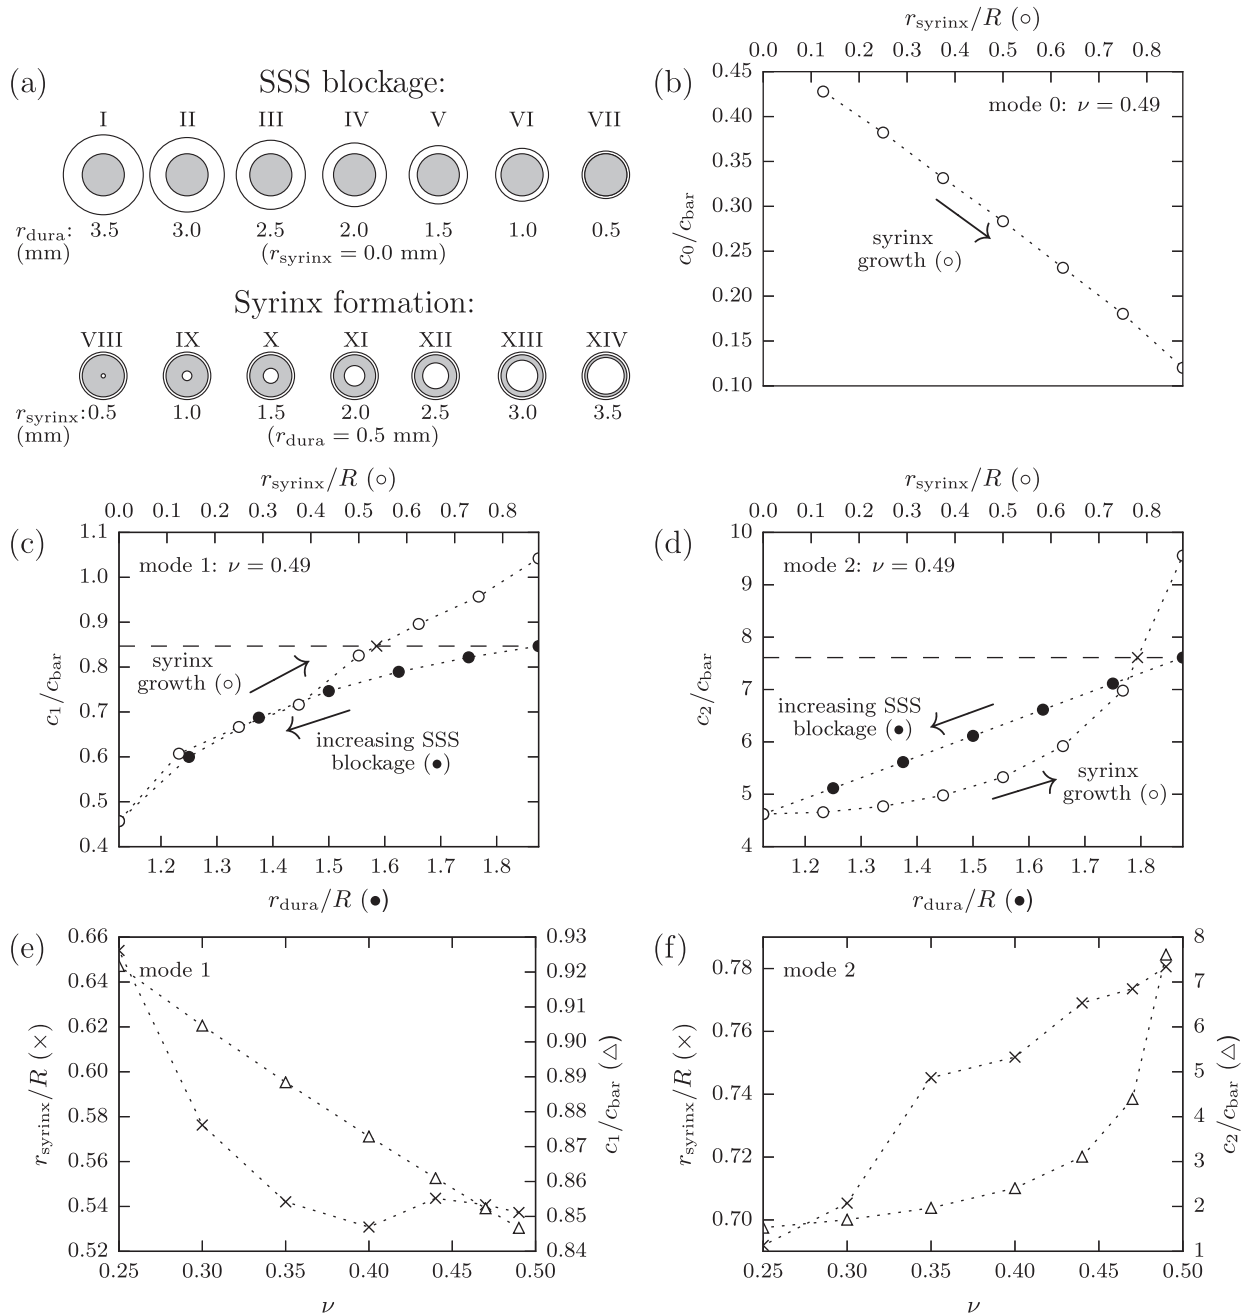 (a)
SSS blockage:
I II III IV V VI VII
r_dura: 3.5 3.0 2.5 2.0 1.5 1.0 0.5
(mm) (r_syrinx = 0.0 mm)
Syrinx formation:
VIII IX X XI XII XIII XIV
r_syrinx:0.5 1.0 1.5 2.0 2.5 3.0 3.5
(mm) (r_dura = 0.5 mm)
(b)
r_syrinx/R (○)
0.0 0.1 0.2 0.3 0.4 0.5 0.6 0.7 0.8
0.45
mode 0: ν = 0.49
0.40
0.35
0.30
0.25
0.20
0.15
0.10
c_0/c_bar
syrinx
growth (○)
(c)
r_syrinx/R (○)
0.0 0.1 0.2 0.3 0.4 0.5 0.6 0.7 0.8
1.1
mode 1: ν = 0.49
1.0
0.9
0.8
0.7
0.6
0.5
0.4
c_1/c_bar
syrinx
growth (○)
increasing SSS
blockage (●)
1.2 1.3 1.4 1.5 1.6 1.7 1.8
r_dura/R (●)
(d)
r_syrinx/R (○)
0.0 0.1 0.2 0.3 0.4 0.5 0.6 0.7 0.8
10
mode 2: ν = 0.49
9
8
7
6
5
4
c_2/c_bar
increasing SSS
blockage (●)
syrinx
growth (○)
1.2 1.3 1.4 1.5 1.6 1.7 1.8
r_dura/R (●)
(e)
mode 1
0.66
0.64
0.62
0.60
0.58
0.56
0.54
0.52
r_syrinx/R (×)
0.93
0.92
0.91
0.90
0.89
0.88
0.87
0.86
0.85
0.84
c_1/c_bar (△)
0.25 0.30 0.35 0.40 0.45 0.50
ν
(f)
mode 2
0.78
0.76
0.74
0.72
0.70
r_syrinx/R (×)
8
7
6
5
4
3
2
1
c_2/c_bar (△)
0.25 0.30 0.35 0.40 0.45 0.50
ν